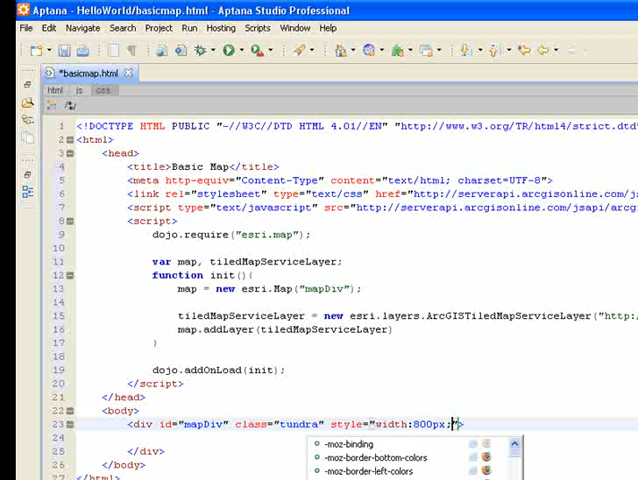 Aptana - HelloWorld/basicmap.html - Aptana Studio Professional
File Edit Navigate Search Project Run Hosting Scripts Window Help
*basicmap.html
html js css
1 <!DOCTYPE HTML PUBLIC "-//W3C//DTD HTML 4.01//EN" "http://www.w3.org/TR/html4/strict.dtd"
2 <html>
3 <head>
4 <title>Basic Map</title>
5 <meta http-equiv="Content-Type" content="text/html; charset=UTF-8">
6 <link rel="stylesheet" type="text/css" href="http://serverapi.arcgisonline.com/js
7 <script type="text/javascript" src="http://serverapi.arcgisonline.com/jsapi/arcg
8 <script>
9 dojo.require("esri.map");
10
11 var map, tiledMapServiceLayer;
12 function init(){
13 map = new esri.Map("mapDiv");
14
15 tiledMapServiceLayer = new esri.layers.ArcGISTiledMapServiceLayer("http:
16 map.addLayer(tiledMapServiceLayer)
17 }
18
19 dojo.addOnLoad(init);
20 </script>
21 </head>
22 <body>
23 <div id="mapDiv" class="tundra" style="width:800px;">
24
25 </div>
26 </body>
27 </html>
-moz-binding
-moz-border-bottom-colors
-moz-border-left-colors